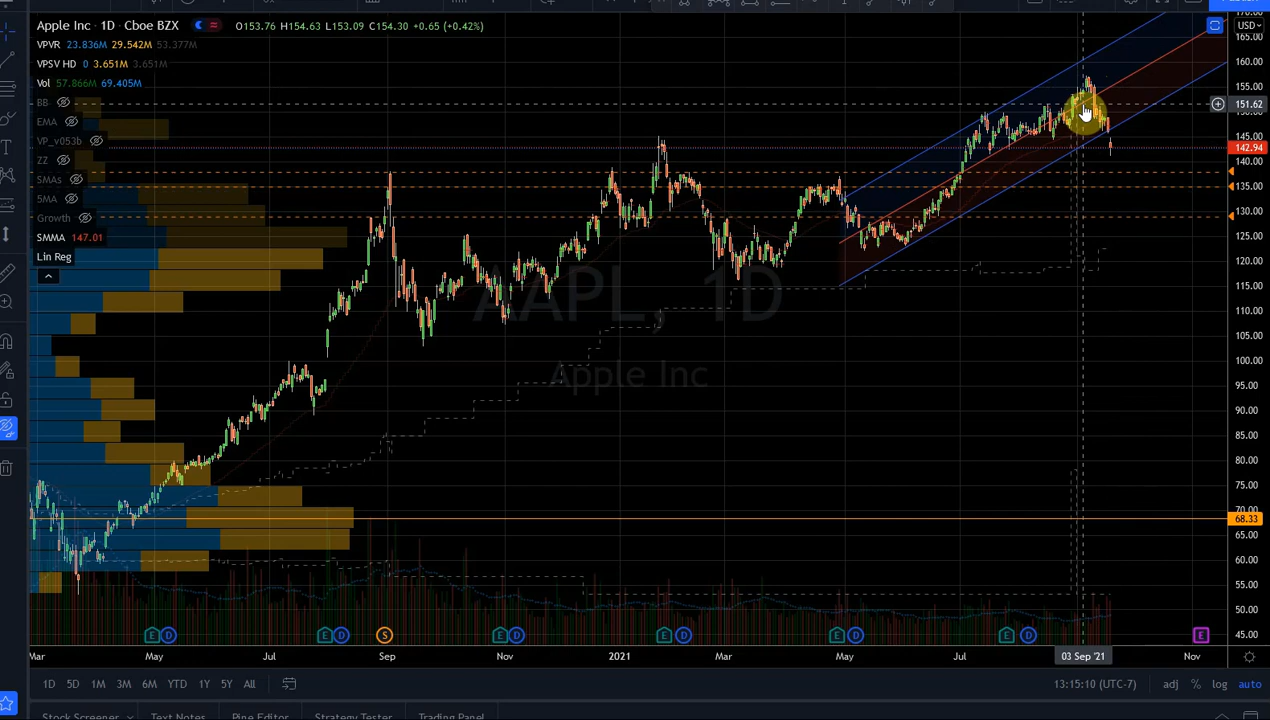 Apple Inc · 1D · Cboe BZX O153.76 H154.63 L153.09 C154.30 +0.65 (+0.42%)
USD
VPVR 23.836M 29.542M 53.377M
VPSV HD 0 3.651M 3.651M
Vol 57.866M 69.405M
BB
EMA
VP_v053b
ZZ
SMAs
SMA
Growth
SMMA 147.01
Lin Reg
AAPL, 1D
Apple Inc
170.00
165.00
160.00
155.00
151.62
150.00
145.00
142.94
140.00
135.00
130.00
125.00
120.00
115.00
110.00
105.00
100.00
95.00
90.00
85.00
80.00
75.00
70.00
68.33
65.00
60.00
55.00
50.00
45.00
E D E D S E D E D E D E D E
Mar May Jul Sep Nov 2021 Mar May Jul 03 Sep '21 Nov
1D 5D 1M 3M 6M YTD 1Y 5Y All 13:15:10 (UTC-7) adj % log auto
Stock Screener Text Notes Pine Editor Strategy Tester Trading Panel